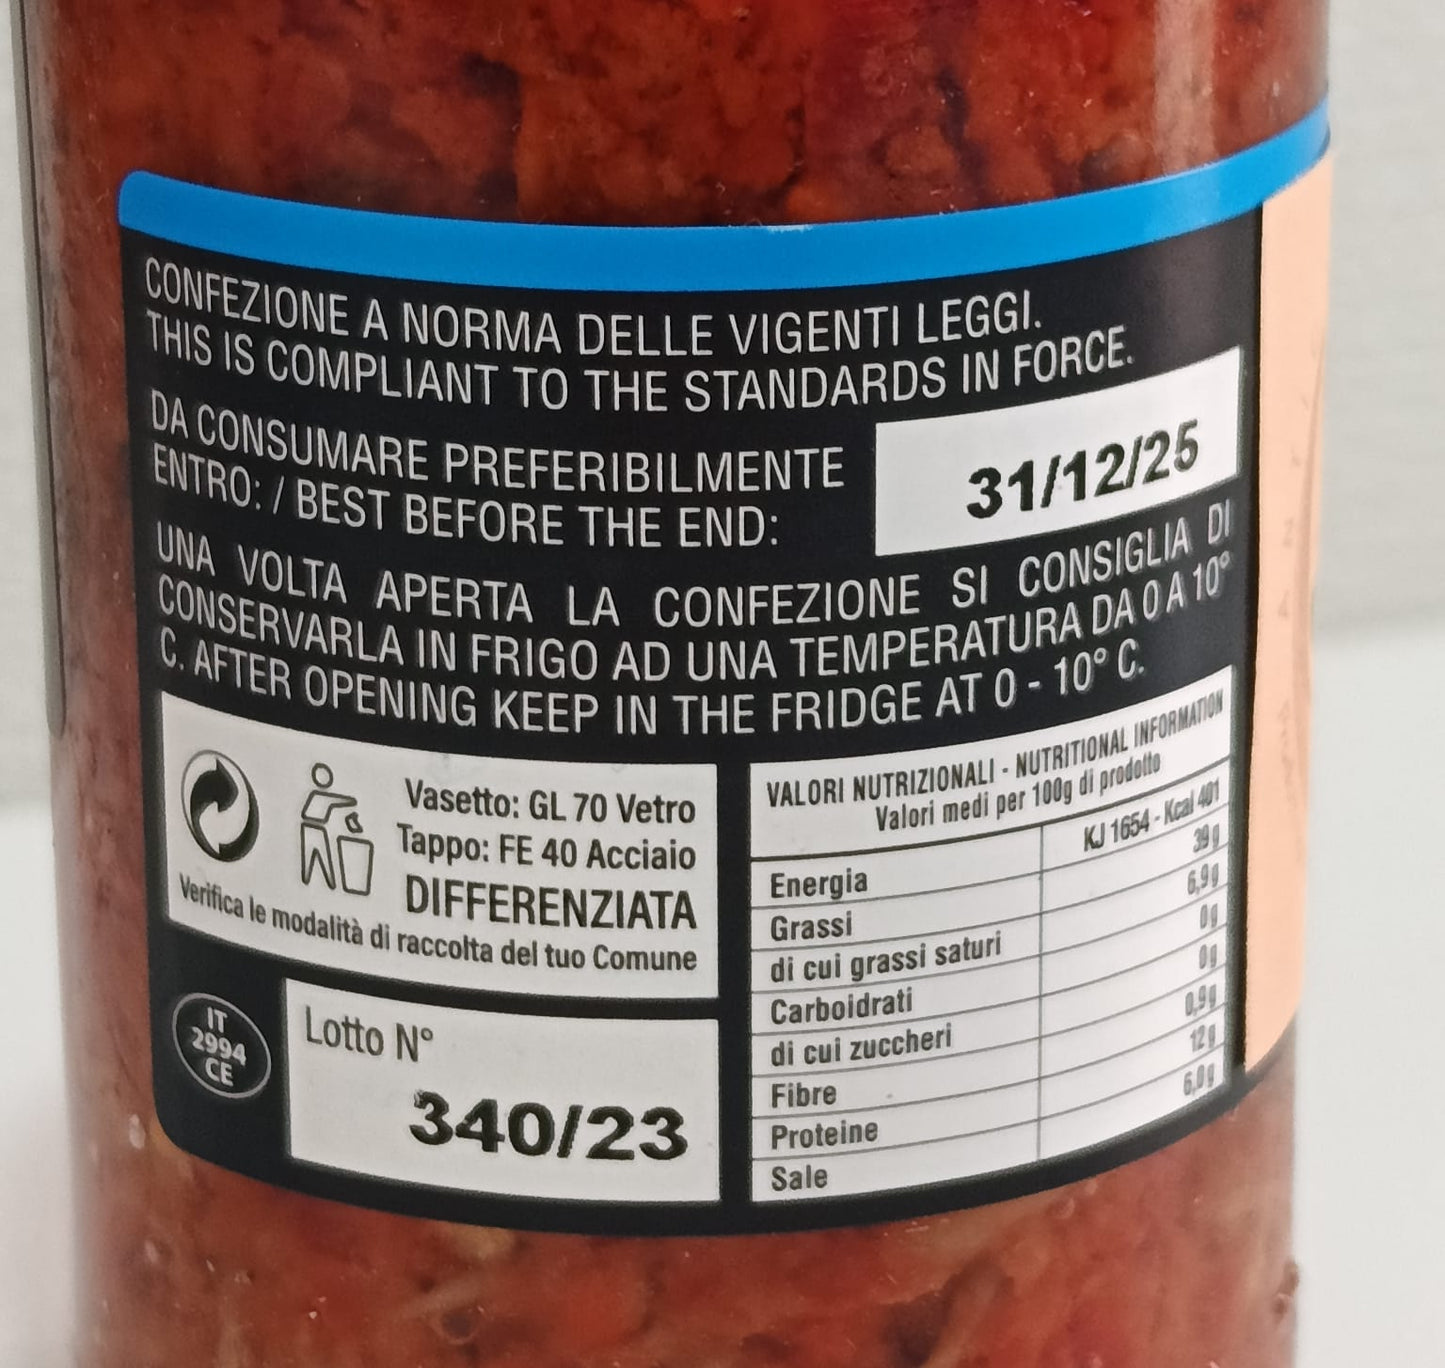 CONFEZIONE A NORMA DELLE VIGENTI LEGGI.
THIS IS COMPLIANT TO THE STANDARDS IN FORCE.
DA CONSUMARE PREFERIBILMENTE
ENTRO: / BEST BEFORE THE END:
31/12/25
UNA VOLTA APERTA LA CONFEZIONE SI CONSIGLIA DI
CONSERVARLA IN FRIGO AD UNA TEMPERATURA DA 0 A 10°
C. AFTER OPENING KEEP IN THE FRIDGE AT 0 - 10° C.
Vasetto: GL 70 Vetro
Tappo: FE 40 Acciaio
DIFFERENZIATA
Verifica le modalità di raccolta del tuo Comune
IT
2994
CE
Lotto N°
340/23
VALORI NUTRIZIONALI - NUTRITIONAL INFORMATION
Valori medi per 100g di prodotto
Energia KJ 1654 - Kcal 401
Grassi 39g
di cui grassi saturi 6,9g
Carboidrati 0g
di cui zuccheri 0g
Fibre 0,9g
Proteine 12g
Sale 6,0g